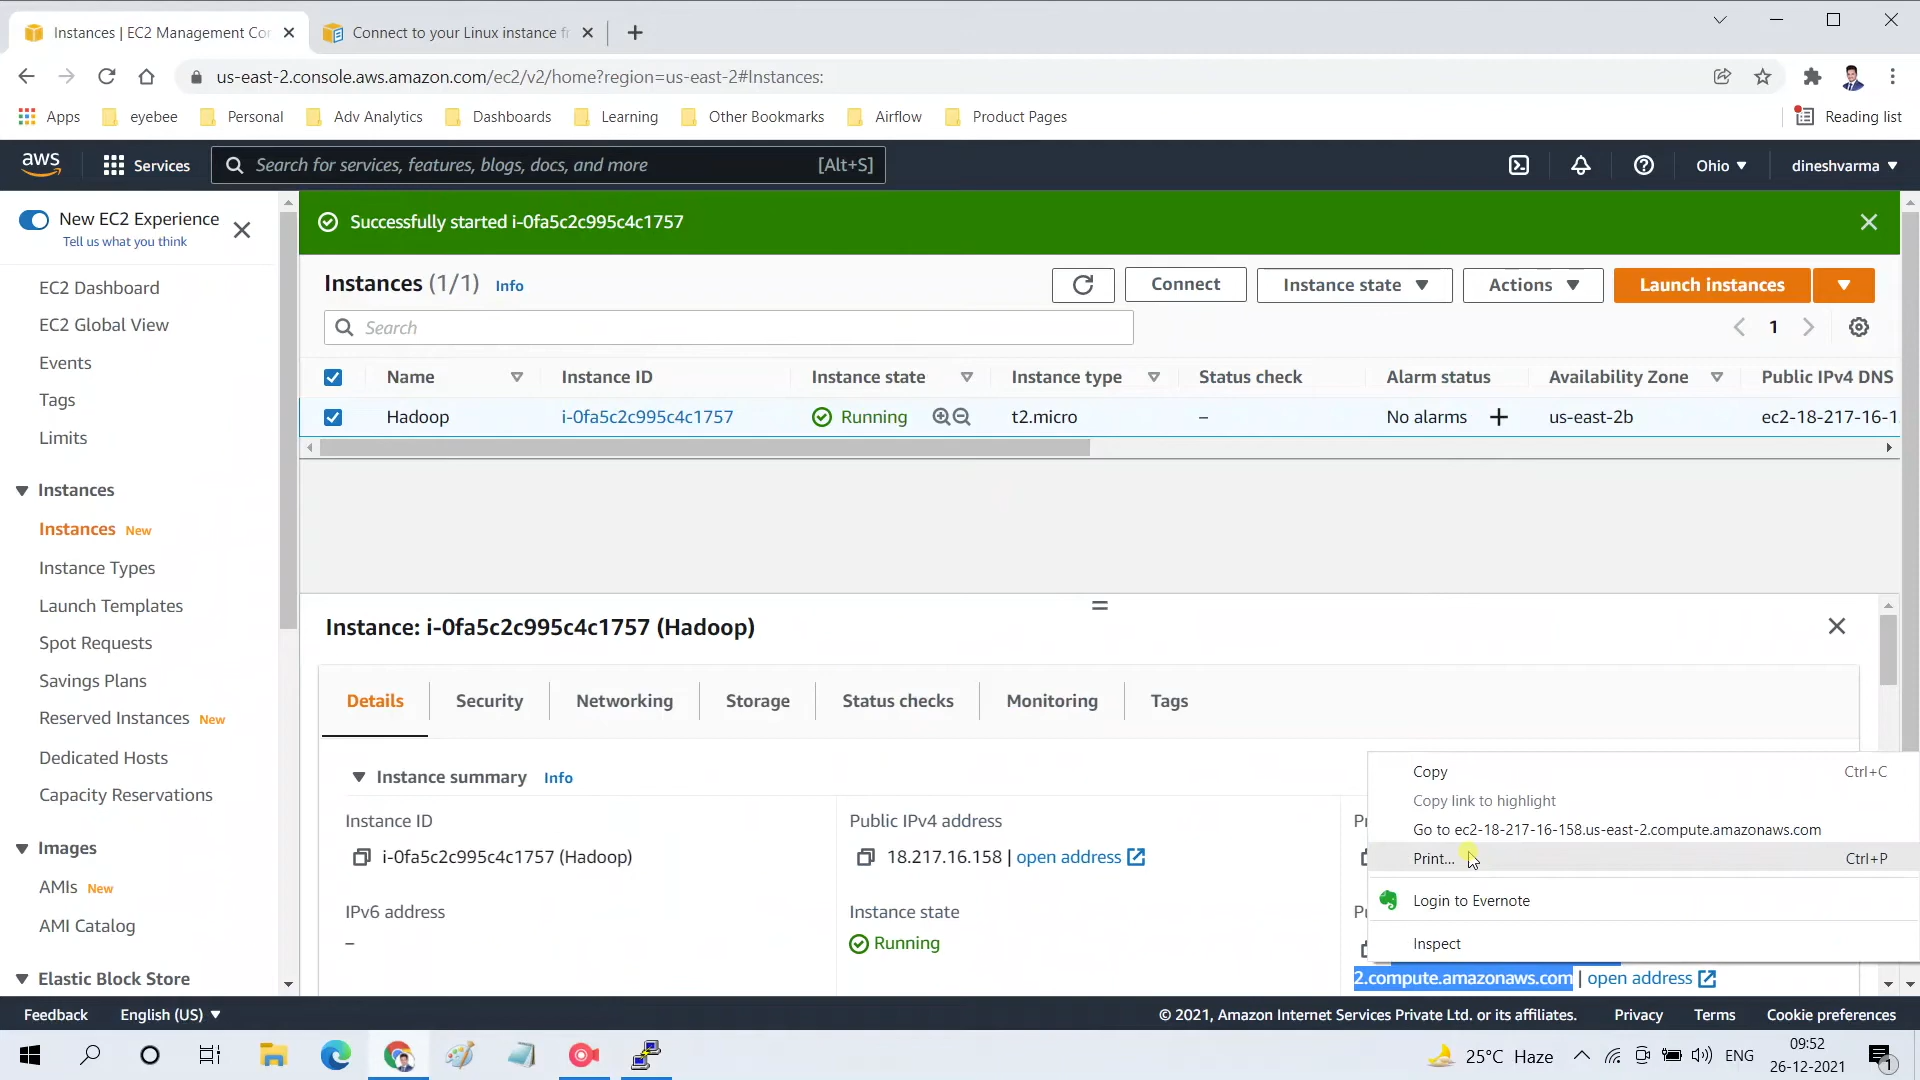 Instances | EC2 Management Co
Connect to your Linux instance f
us-east-2.console.aws.amazon.com/ec2/v2/home?region=us-east-2#Instances:
Apps
eyebee
Personal
Adv Analytics
Dashboards
Learning
Other Bookmarks
Airflow
Product Pages
Reading list
aws
Services
Search for services, features, blogs, docs, and more
[Alt+S]
Ohio
dineshvarma
New EC2 Experience
Tell us what you think
EC2 Dashboard
EC2 Global View
Events
Tags
Limits
Instances
Instances New
Instance Types
Launch Templates
Spot Requests
Savings Plans
Reserved Instances New
Dedicated Hosts
Capacity Reservations
Images
AMIs New
AMI Catalog
Elastic Block Store
Successfully started i-0fa5c2c995c4c1757
Instances (1/1) Info
Connect
Instance state
Actions
Launch instances
Search
1
Name
Instance ID
Instance state
Instance type
Status check
Alarm status
Availability Zone
Public IPv4 DNS
Hadoop
i-0fa5c2c995c4c1757
Running
t2.micro
–
No alarms +
us-east-2b
ec2-18-217-16-1
Instance: i-0fa5c2c995c4c1757 (Hadoop)
Details
Security
Networking
Storage
Status checks
Monitoring
Tags
Instance summary Info
Instance ID
i-0fa5c2c995c4c1757 (Hadoop)
IPv6 address
–
Public IPv4 address
18.217.16.158 | open address
Instance state
Running
Copy Ctrl+C
Copy link to highlight
Go to ec2-18-217-16-158.us-east-2.compute.amazonaws.com
Print... Ctrl+P
Login to Evernote
Inspect
2.compute.amazonaws.com | open address
Feedback
English (US)
© 2021, Amazon Internet Services Private Ltd. or its affiliates.
Privacy
Terms
Cookie preferences
25°C Haze
ENG
09:52
26-12-2021
1